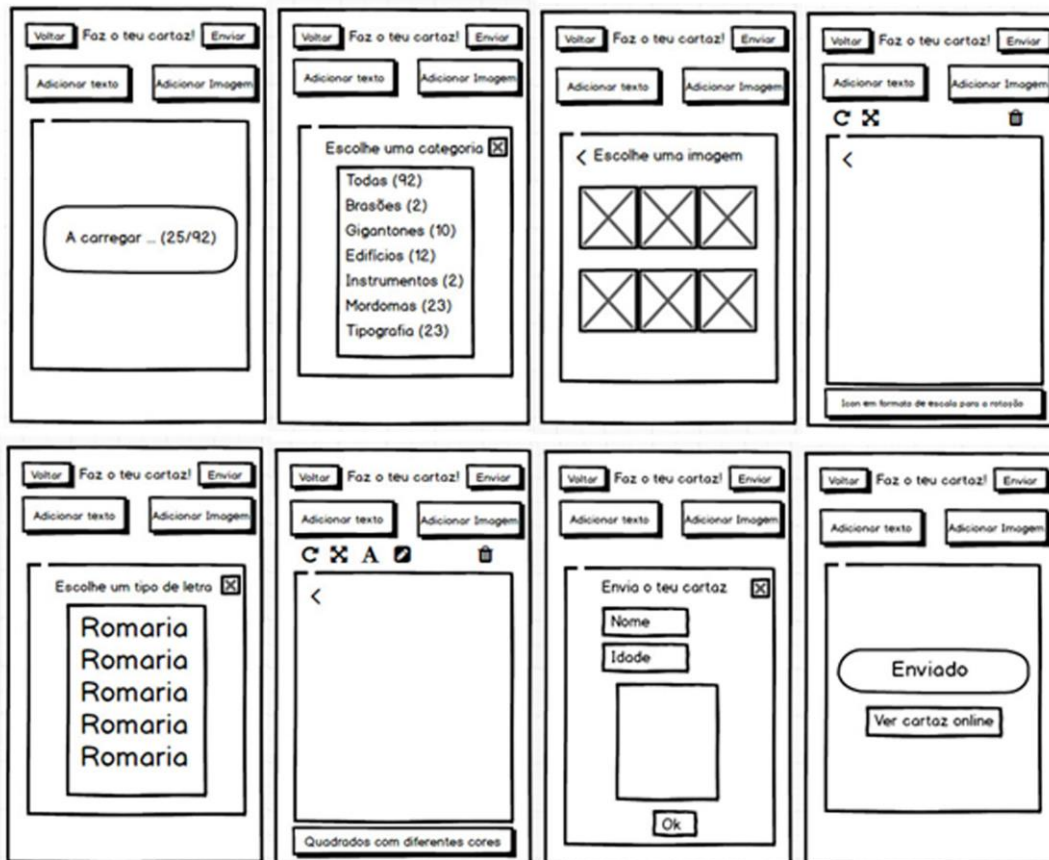 Voltar Faz o teu cartaz! Enviar
Adicionar texto Adicionar Imagem
A carregar ... (25/92)
Voltar Faz o teu cartaz! Enviar
Adicionar texto Adicionar Imagem
Escolhe uma categoria
Todas (92)
Brasões (2)
Gigantones (10)
Edifícios (12)
Instrumentos (2)
Mordomas (23)
Tipografia (23)
Voltar Faz o teu cartaz! Enviar
Adicionar texto Adicionar Imagem
Escolhe uma imagem
Voltar Faz o teu cartaz! Enviar
Adicionar texto Adicionar Imagem
Icon em formato de escala para a rotação
Voltar Faz o teu cartaz! Enviar
Adicionar texto Adicionar Imagem
Escolhe um tipo de letra
Romaria
Romaria
Romaria
Romaria
Romaria
Voltar Faz o teu cartaz! Enviar
Adicionar texto Adicionar Imagem
A
Quadrados com diferentes cores
Voltar Faz o teu cartaz! Enviar
Adicionar texto Adicionar Imagem
Envia o teu cartaz
Nome
Idade
Ok
Voltar Faz o teu cartaz! Enviar
Adicionar texto Adicionar Imagem
Enviado
Ver cartaz online